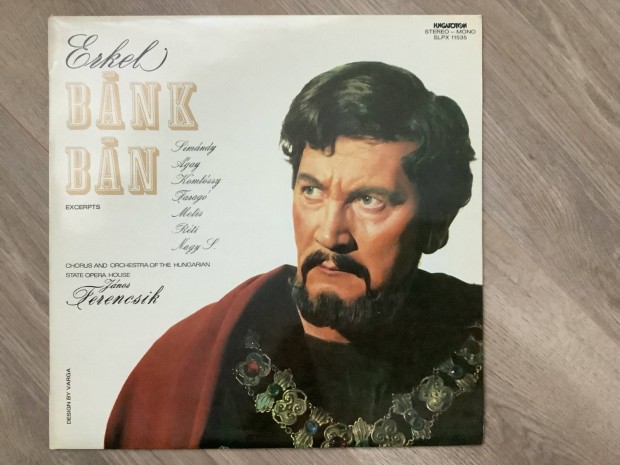 HUNGAROTON
STEREO – MONO
SLPX 11535
Erkel
BÁNK
BÁN
EXCERPTS
Simándy
Ágay
Komlóssy
Faragó
Melis
Réti
Nagy S.
CHORUS AND ORCHESTRA OF THE HUNGARIAN
STATE OPERA HOUSE
János
Ferencsik
DESIGN BY VARGA